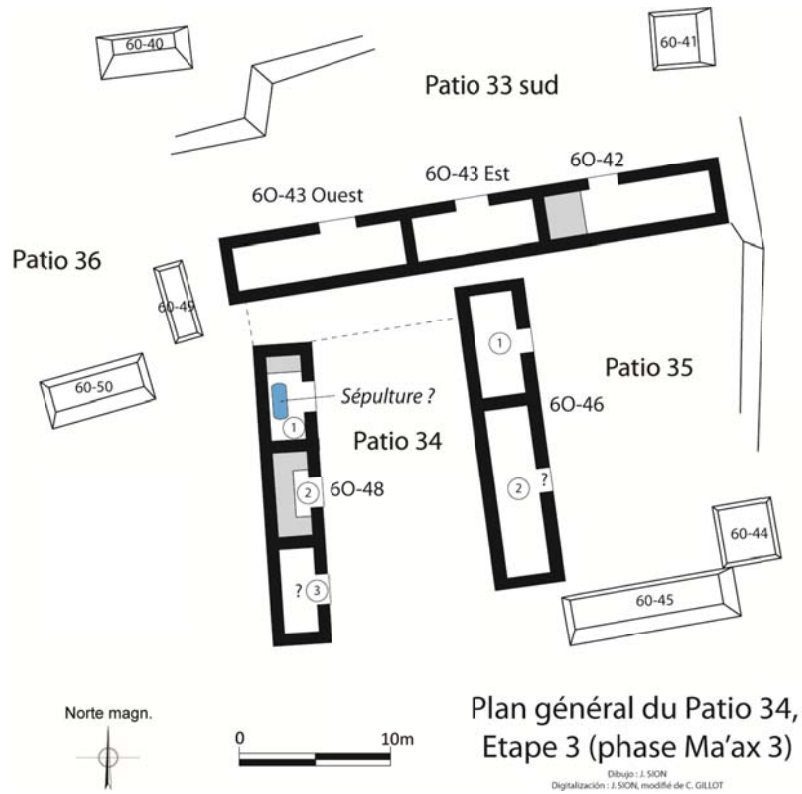 60-40
60-41
Patio 33 sud
6O-42
6O-43 Est
6O-43 Ouest
Patio 36
60-49
60-50
1
Sépulture ?
1
Patio 35
6O-46
Patio 34
2
6O-48
2
?
? 3
60-44
60-45
Norte magn.
0 10m
Plan général du Patio 34,
Etape 3 (phase Ma'ax 3)
Dibujo : J. SION
Digitalización : J.SION, modifié de C. GILLOT